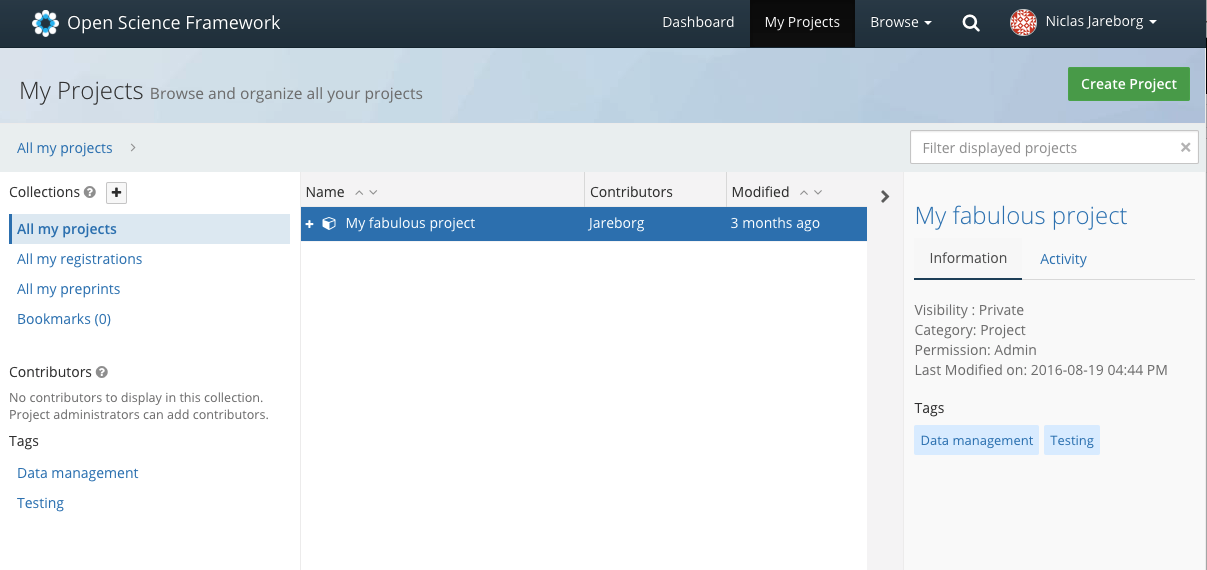 Open Science Framework
Dashboard
My Projects
Browse
Niclas Jareborg
My Projects Browse and organize all your projects
Create Project
All my projects
Filter displayed projects
Collections
All my projects
All my registrations
All my preprints
Bookmarks (0)
Contributors
No contributors to display in this collection.
Project administrators can add contributors.
Tags
Data management
Testing
Name
Contributors
Modified
My fabulous project
Jareborg
3 months ago
My fabulous project
Information
Activity
Visibility : Private
Category: Project
Permission: Admin
Last Modified on: 2016-08-19 04:44 PM
Tags
Data management
Testing